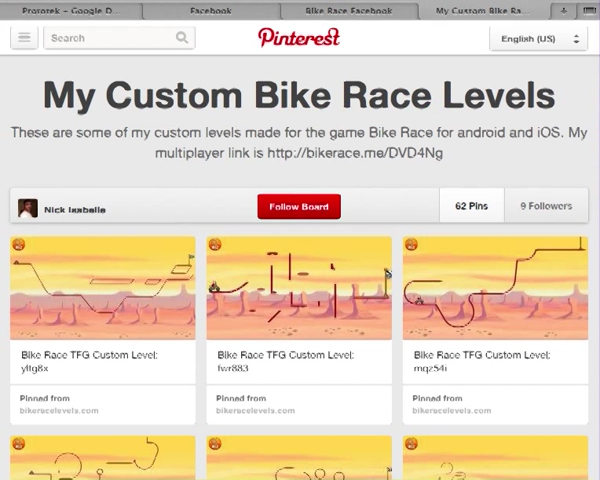 Facebook
Bike Race Facebook
My Custom Bike Ra...
Search
Pinterest
English (US)
My Custom Bike Race Levels
These are some of my custom levels made for the game Bike Race for android and iOS. My
multiplayer link is http://bikerace.me/DVD4Ng
Nick Isabelle
Follow Board
62 Pins
9 Followers
Bike Race TFG Custom Level:
Bike Race TFG Custom Level:
fwr883
Bike Race TFG Custom Level:
Pinned from
bikeracelevels.com
Pinned from
bikeracelevels.com
Pinned from
bikeracelevels.com